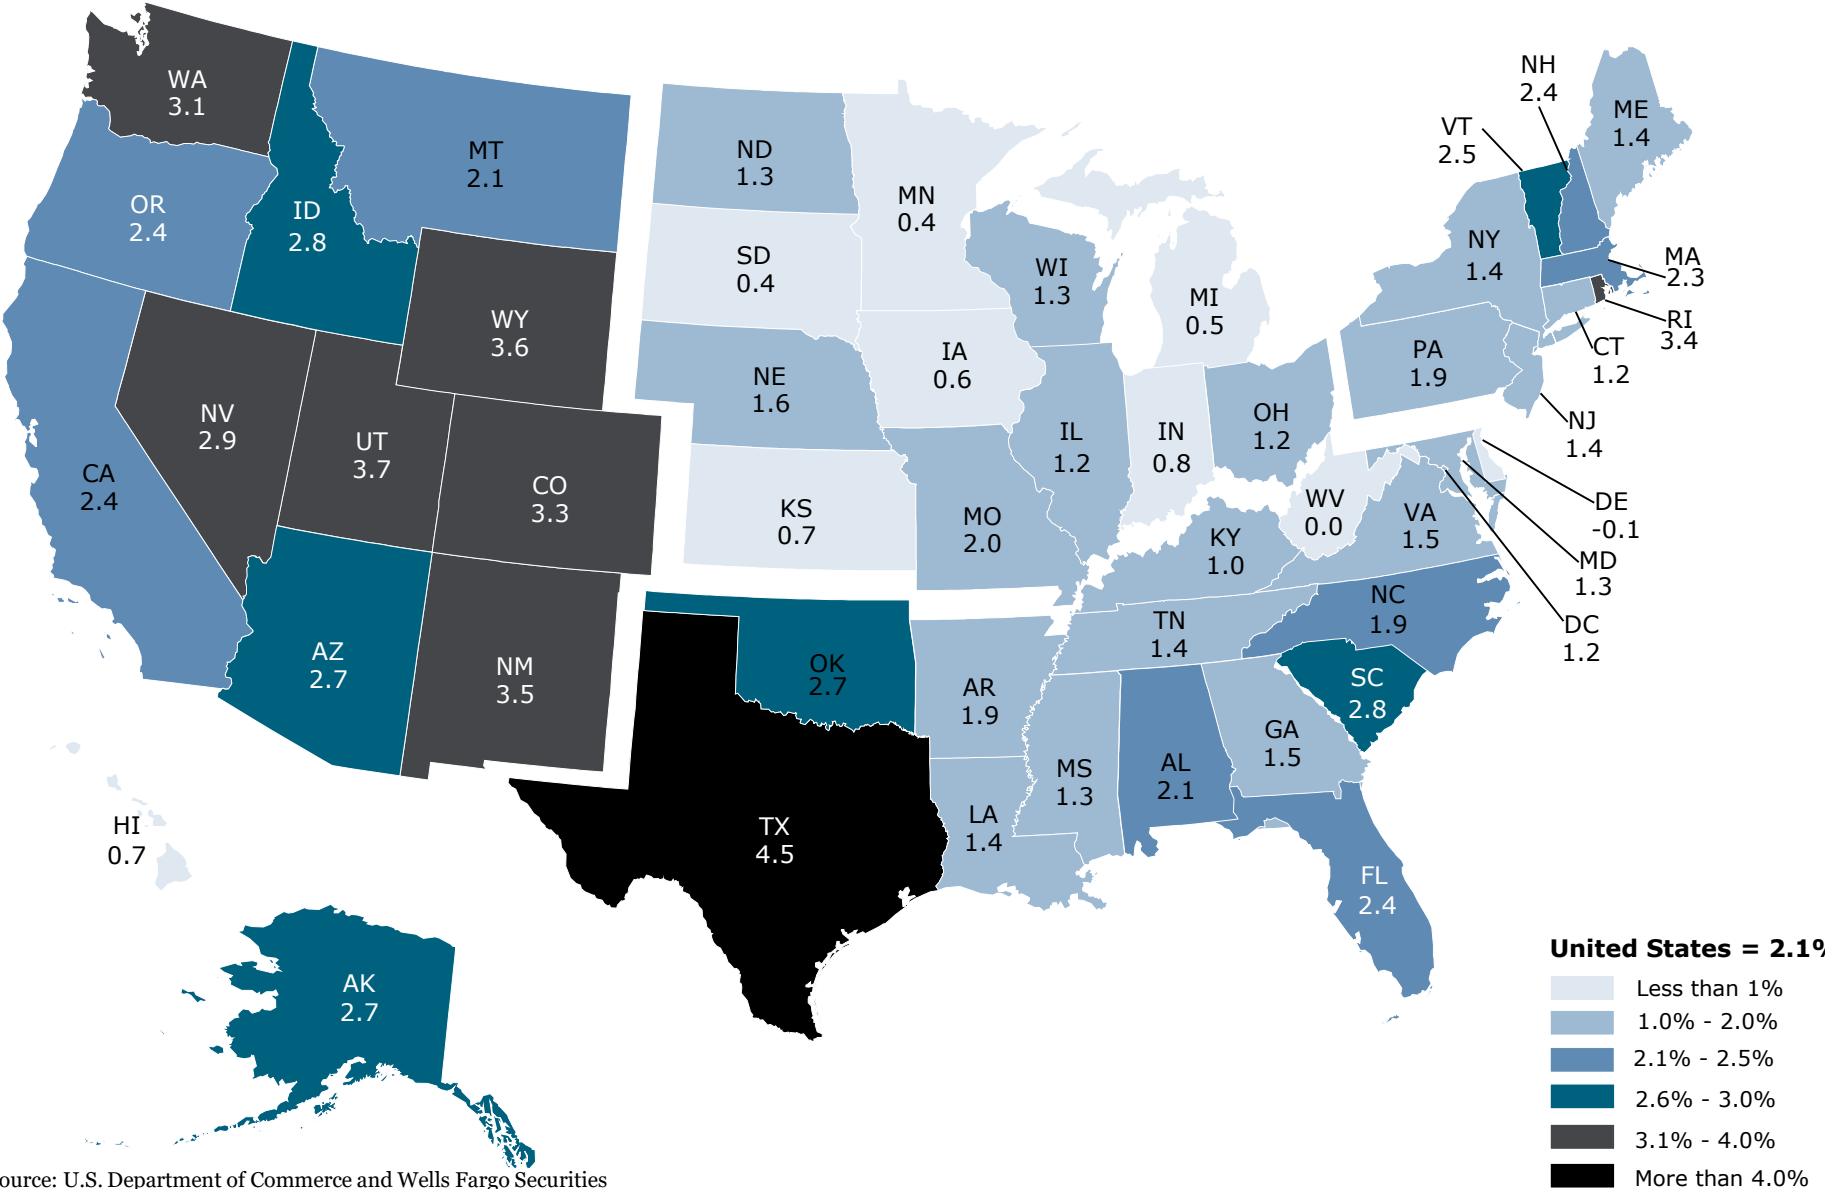 WA
3.1
OR
2.4
CA
2.4
ID
2.8
NV
2.9
MT
2.1
WY
3.6
UT
3.7
CO
3.3
AZ
2.7
NM
3.5
ND
1.3
SD
0.4
NE
1.6
KS
0.7
OK
2.7
TX
4.5
MN
0.4
IA
0.6
MO
2.0
AR
1.9
LA
1.4
WI
1.3
IL
1.2
MI
0.5
IN
0.8
OH
1.2
KY
1.0
TN
1.4
MS
1.3
AL
2.1
GA
1.5
FL
2.4
SC
2.8
NC
1.9
VA
1.5
WV
0.0
PA
1.9
NY
1.4
VT
2.5
NH
2.4
ME
1.4
MA
2.3
RI
3.4
CT
1.2
NJ
1.4
DE
-0.1
MD
1.3
DC
1.2
HI
0.7
AK
2.7
United States = 2.1%
Less than 1%
1.0% - 2.0%
2.1% - 2.5%
2.6% - 3.0%
3.1% - 4.0%
More than 4.0%
ource: U.S. Department of Commerce and Wells Fargo Securities